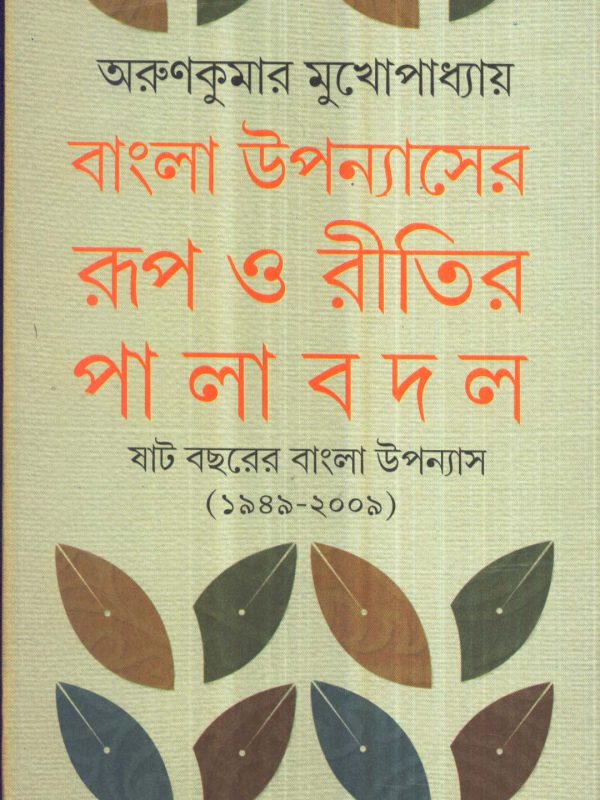 অরুণকুমার মুখোপাধ্যায়
বাংলা উপন্যাসের
রূপ ও রীতির
পালাবদল
ষাট বছরের বাংলা উপন্যাস
(১৯৪৯-২০০৯)